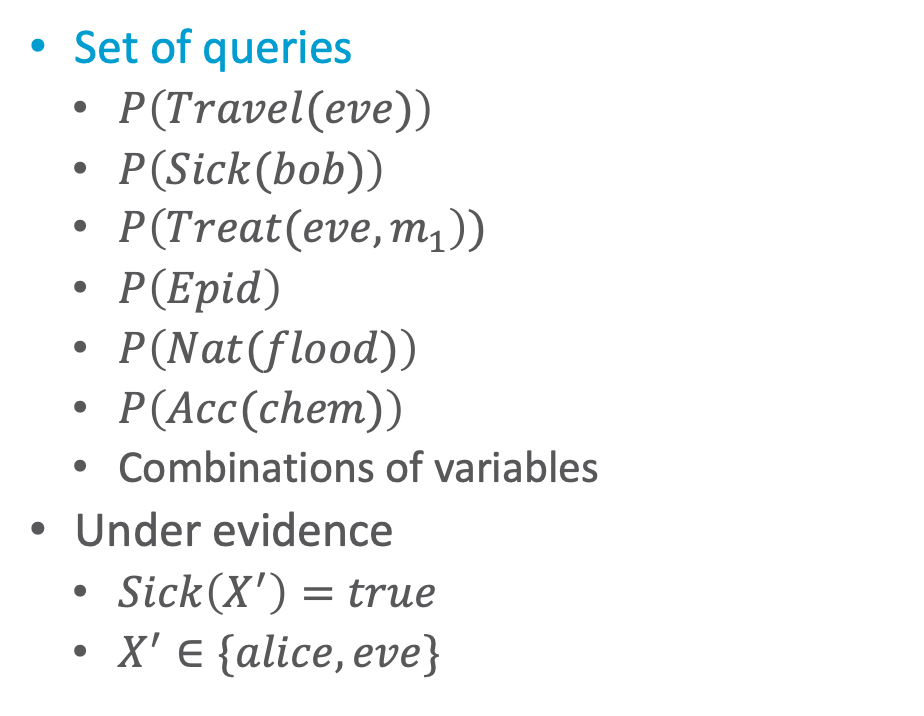 • Set of queries
• P(Travel(eve))
• P(Sick(bob))
• P(Treat(eve, m₁))
• P(Epid)
• P(Nat(flood))
• P(Acc(chem))
• Combinations of variables
• Under evidence
• Sick(X′) = true
• X′ ∈ {alice, eve}